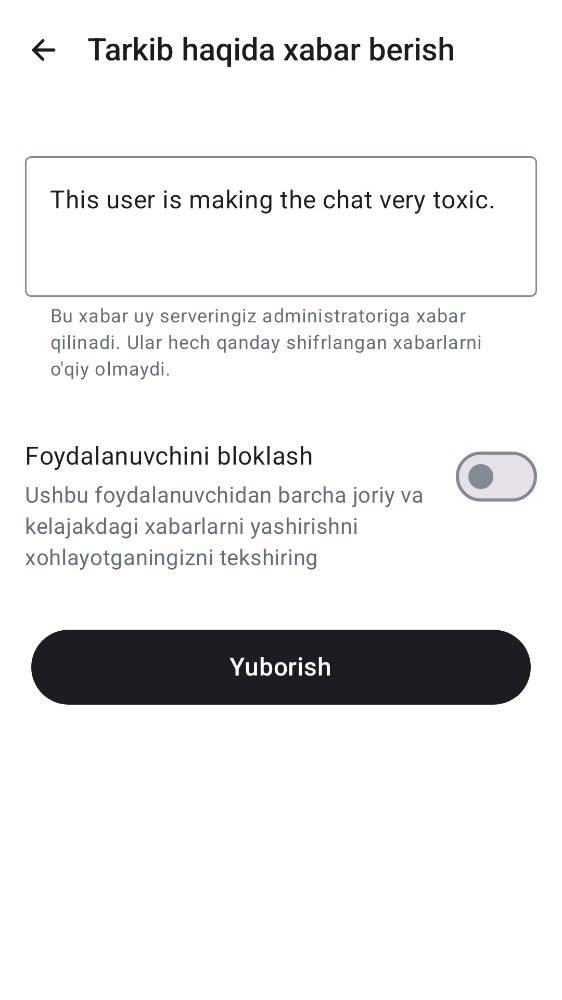 Tarkib haqida xabar berish
This user is making the chat very toxic.
Bu xabar uy serveringiz administratoriga xabar
qilinadi. Ular hech qanday shifrlangan xabarlarni
o'qiy olmaydi.
Foydalanuvchini bloklash
Ushbu foydalanuvchidan barcha joriy va
kelajakdagi xabarlarni yashirishni
xohlayotganingizni tekshiring
Yuborish